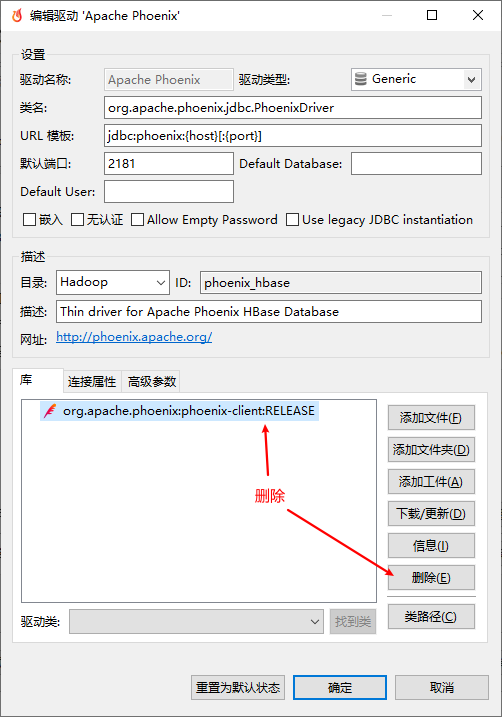 编辑驱动 'Apache Phoenix'
设置
驱动名称: Apache Phoenix 驱动类型: Generic
类名: org.apache.phoenix.jdbc.PhoenixDriver
URL 模板: jdbc:phoenix:{host}[:{port}]
默认端口: 2181 Default Database:
Default User:
嵌入 无认证 Allow Empty Password Use legacy JDBC instantiation
描述
目录: Hadoop ID: phoenix_hbase
描述: Thin driver for Apache Phoenix HBase Database
网址: http://phoenix.apache.org/
库 连接属性 高级参数
org.apache.phoenix:phoenix-client:RELEASE
添加文件(F)
添加文件夹(D)
添加工件(A)
下载/更新(D)
信息(I)
删除
删除(E)
类路径(C)
驱动类: 找到类
重置为默认状态 确定 取消